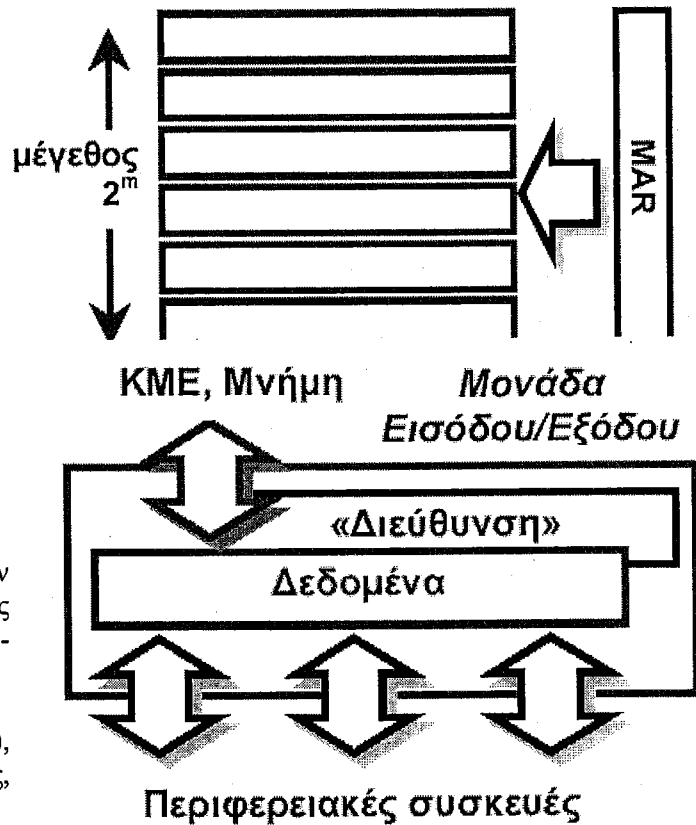 μέγεθος
2^m
MAR
ΚΜΕ, Μνήμη
Μονάδα
Εισόδου/Εξόδου
«Διεύθυνση»
Δεδομένα
ν
ς
-
),
ς,
Περιφερειακές συσκευές